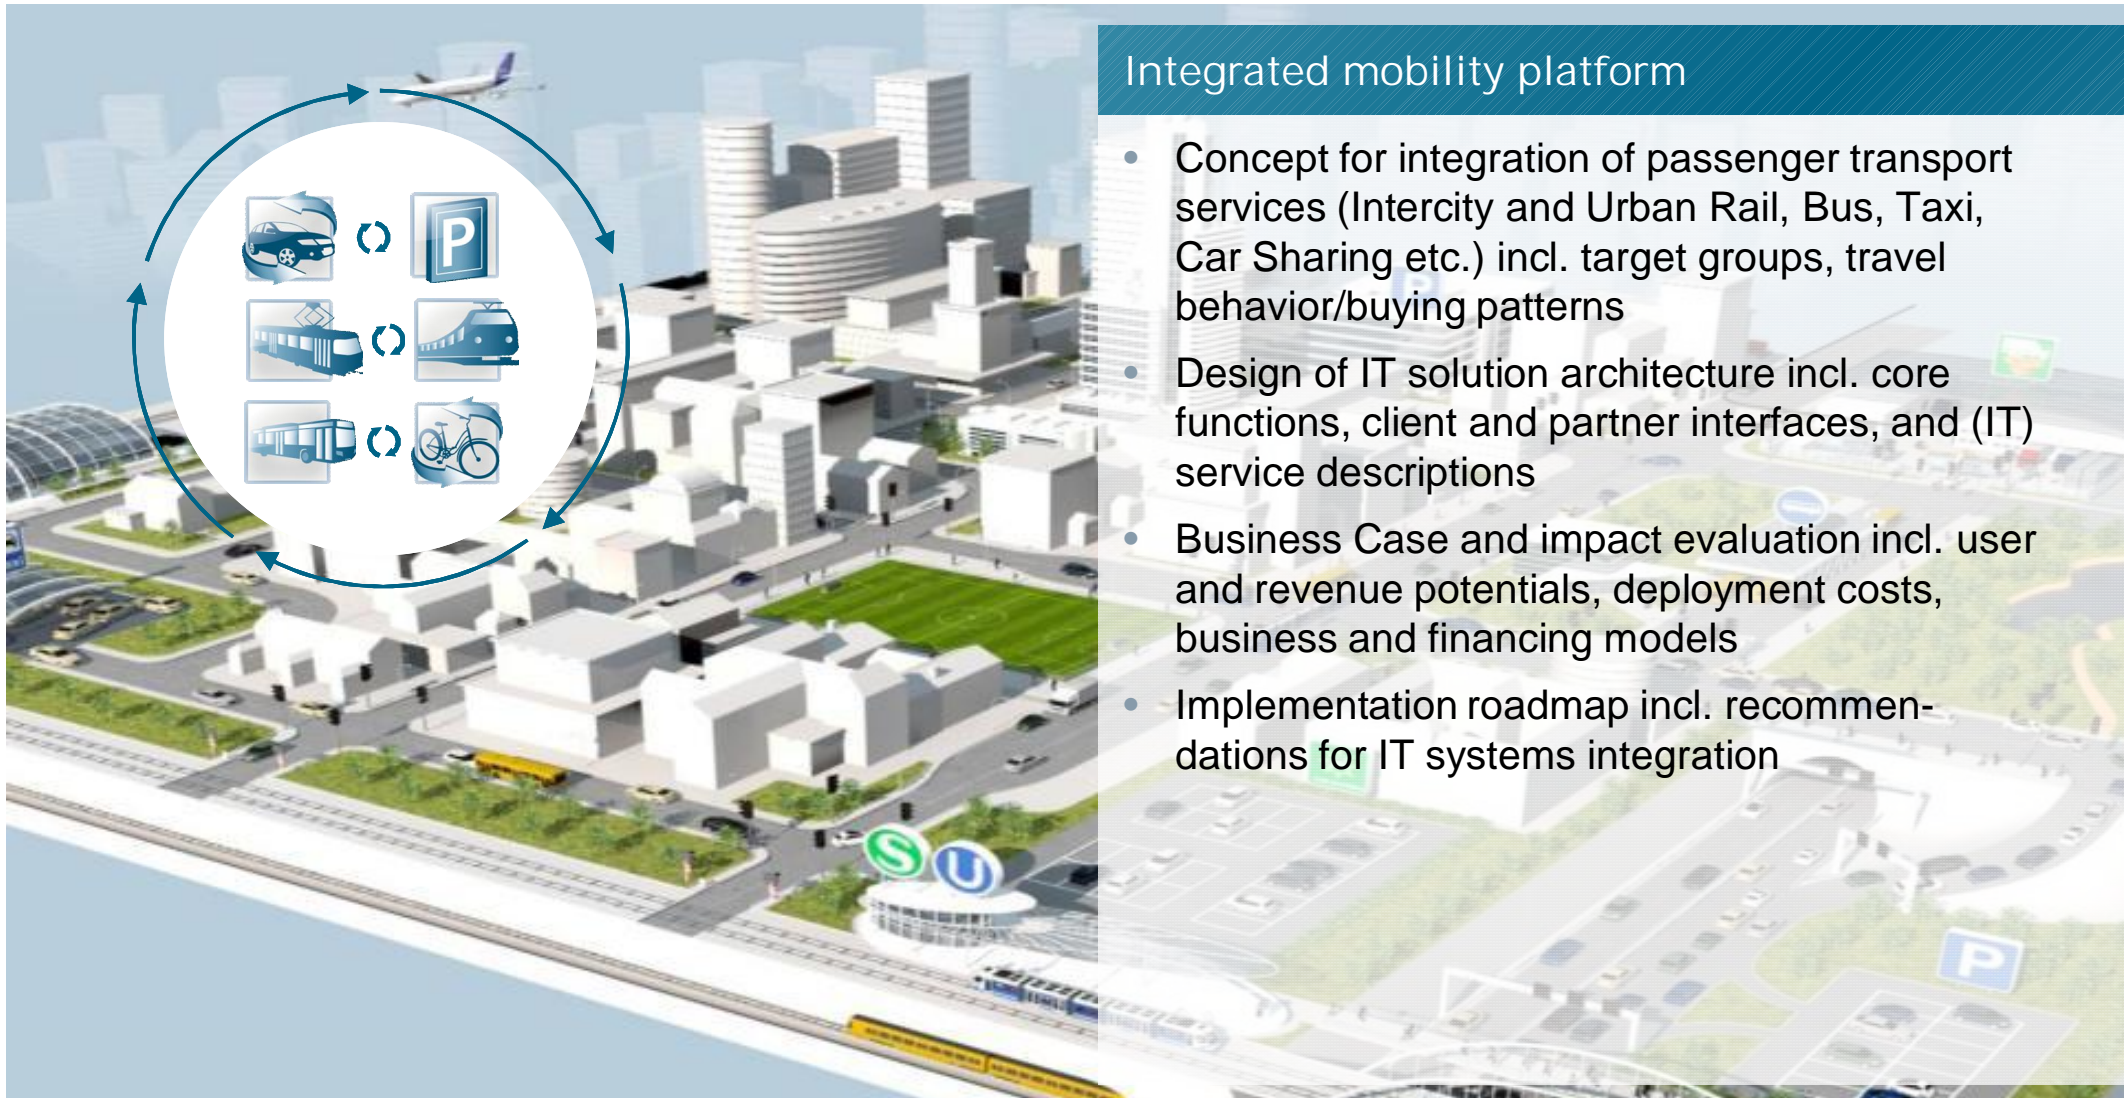 Integrated mobility platform
• Concept for integration of passenger transport
services (Intercity and Urban Rail, Bus, Taxi,
Car Sharing etc.) incl. target groups, travel
behavior/buying patterns
• Design of IT solution architecture incl. core
functions, client and partner interfaces, and (IT)
service descriptions
• Business Case and impact evaluation incl. user
and revenue potentials, deployment costs,
business and financing models
• Implementation roadmap incl. recommen-
dations for IT systems integration
P
P
S U
P